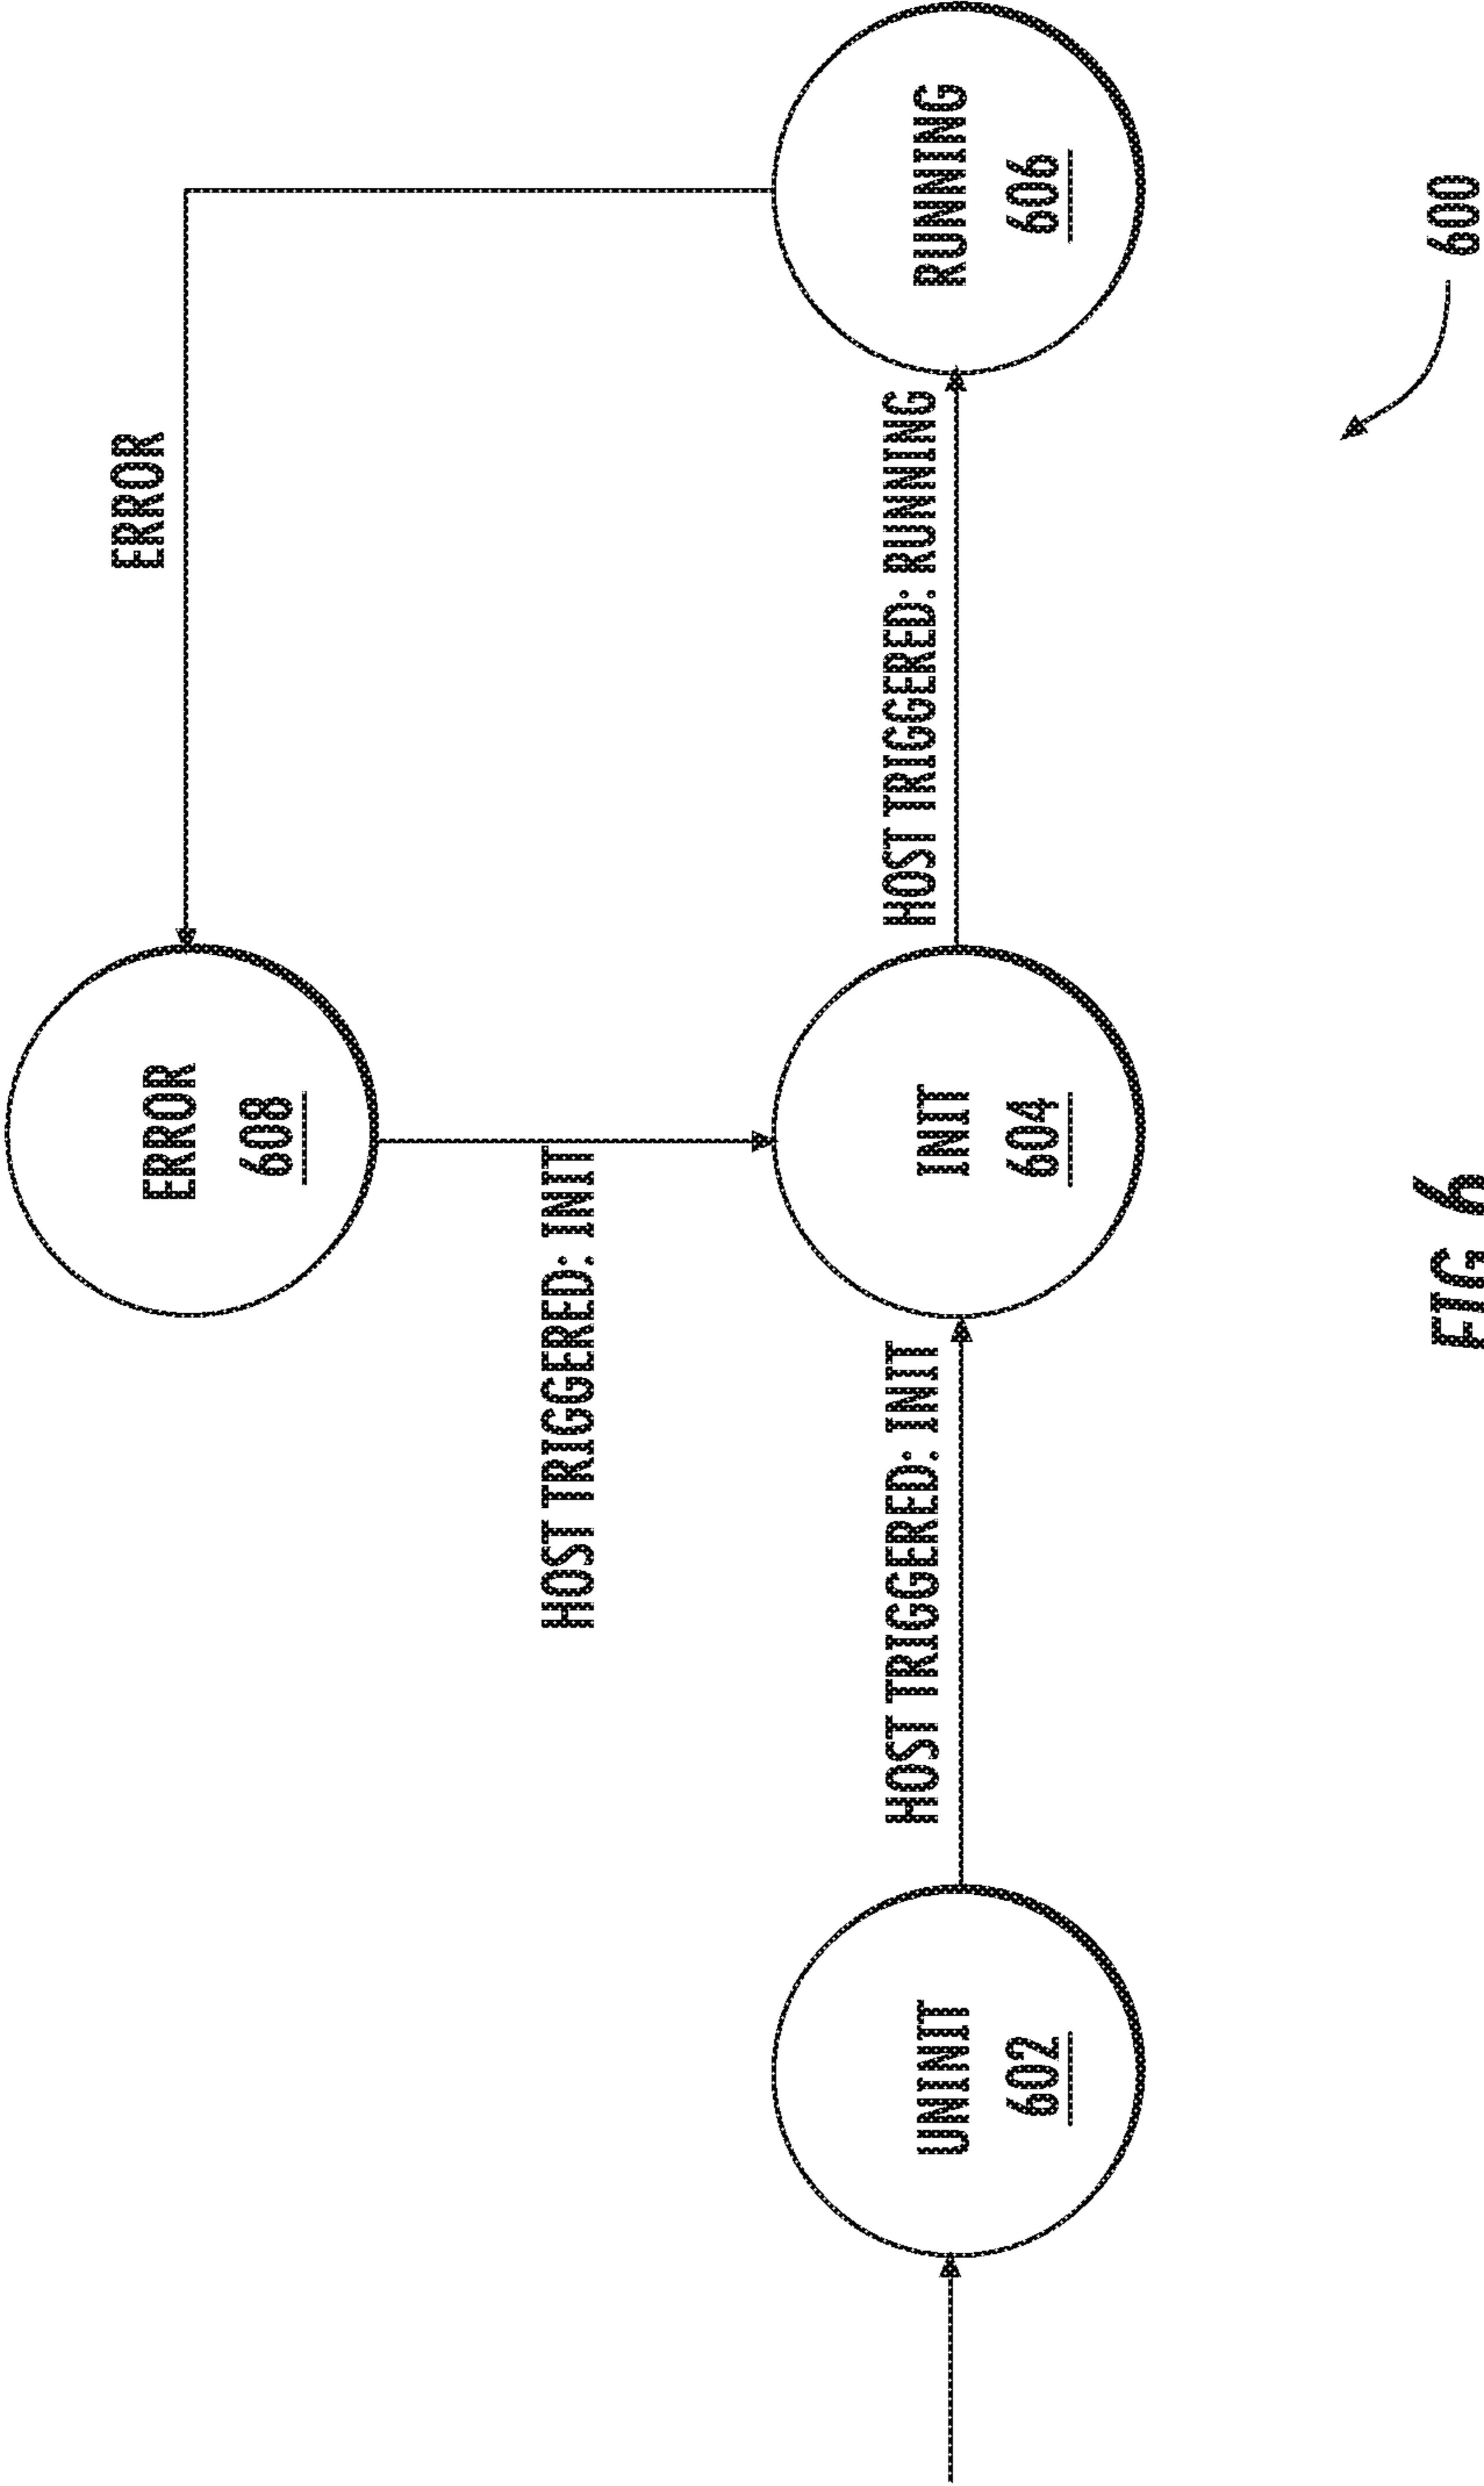 ERROR
ERROR
608
HOST TRIGGERED: INIT
UNINIT
602
HOST TRIGGERED: INIT
INIT
604
HOST TRIGGERED: RUNNING
RUNNING
606
600
FIG. 6